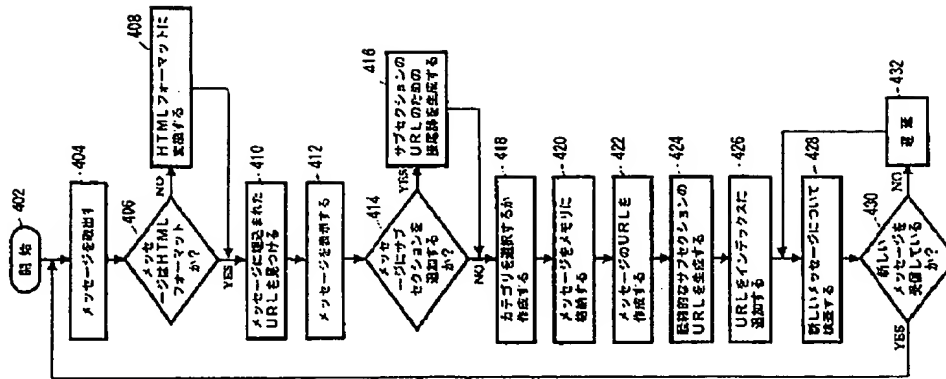 402
開始
404
メッセージを取出す
406
メッセ
ージはHTML
フォーマット
か?
NO
YES
408
HTMLフォーマットに
変換する
410
メッセージに埋込まれた
URLを見つける
412
メッセージを表示する
414
メッセ
ージにサブ
セクションを
追加する
か?
YES
NO
416
サブセクションの
URLのための
接尾辞を生成する
418
カテゴリを選択するか
作成する
420
メッセージをメモリに
格納する
422
メッセージのURLを
作成する
424
動的なサブセクションの
URLを生成する
426
URLをインデックスに
追加する
428
新しいメッセージについて
検査する
430
新しい
メッセージを
受信している
か?
YES
NO
432
遅延